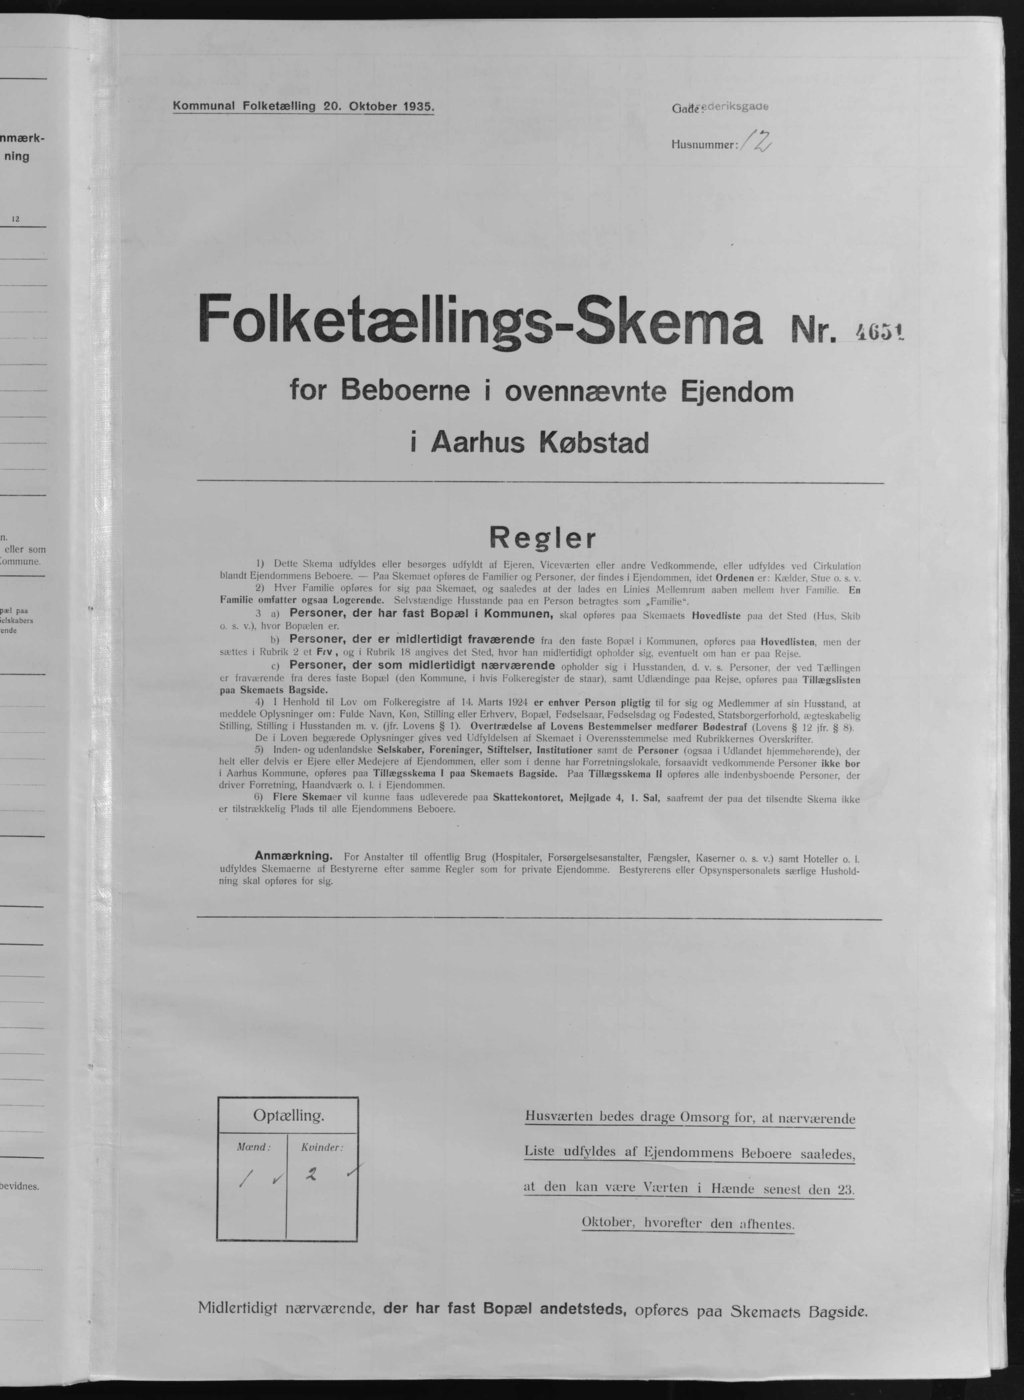 nmærk-
ning
12
n.
eller som
Kommune.
pæl paa
ielskabers
ende
bevidnes.
Kommunal Folketælling 20. Oktober 1935.
Gade: ederiksgade
Husnummer: 12
Folketællings-Skema Nr. 4651
for Beboerne i ovennævnte Ejendom
i Aarhus Købstad
Regler
1) Dette Skema udfyldes eller besørges udfyldt af Ejeren, Viceværten eller andre Vedkommende, eller udfyldes ved Cirkulation
blandt Ejendommens Beboere. — Paa Skemaet opføres de Familier og Personer, der findes i Ejendommen, idet Ordenen er: Kælder, Stue o. s. v.
2) Hver Familie opføres for sig paa Skemaet, og saaledes at der lades en Linies Mellemrum aaben mellem hver Familie. En
Familie omfatter ogsaa Logerende. Selvstændige Husstande paa en Person betragtes som „Familie“.
3 a) Personer, der har fast Bopæl i Kommunen, skal opføres paa Skemaets Hovedliste paa det Sted (Hus, Skib
o. s. v.), hvor Bopælen er.
b) Personer, der er midlertidigt fraværende fra den faste Bopæl i Kommunen, opføres paa Hovedlisten, men der
sættes i Rubrik 2 et Frv, og i Rubrik 18 angives det Sted, hvor han midlertidigt opholder sig, eventuelt om han er paa Rejse.
c) Personer, der som midlertidigt nærværende opholder sig i Husstanden, d. v. s. Personer, der ved Tællingen
er fraværende fra deres faste Bopæl (den Kommune, i hvis Folkeregister de staar), samt Udlændinge paa Rejse, opføres paa Tillægslisten
paa Skemaets Bagside.
4) I Henhold til Lov om Folkeregistre af 14. Marts 1924 er enhver Person pligtig til for sig og Medlemmer af sin Husstand, at
meddele Oplysninger om: Fulde Navn, Køn, Stilling eller Erhverv, Bopæl, Fødselsaar, Fødselsdag og Fødested, Statsborgerforhold, ægteskabelig
Stilling, Stilling i Husstanden m. v. (jfr. Lovens § 1). Overtrædelse af Lovens Bestemmelser medfører Bødestraf (Lovens § 12 jfr. § 8).
De i Loven begærede Oplysninger gives ved Udfyldelsen af Skemaet i Overensstemmelse med Rubrikkernes Overskrifter.
5) Inden- og udenlandske Selskaber, Foreninger, Stiftelser, Institutioner samt de Personer (ogsaa i Udlandet hjemmehørende), der
helt eller delvis er Ejere eller Medejere af Ejendommen, eller som i denne har Forretningslokale, forsaavidt vedkommende Personer ikke bor
i Aarhus Kommune, opføres paa Tillægsskema I paa Skemaets Bagside. Paa Tillægsskema II opføres alle indenbysboende Personer, der
driver Forretning, Haandværk o. l. i Ejendommen.
6) Flere Skemaer vil kunne faas udleverede paa Skattekontoret, Mejlgade 4, 1. Sal, saafremt der paa det tilsendte Skema ikke
er tilstrækkelig Plads til alle Ejendommens Beboere.
Anmærkning. For Anstalter til offentlig Brug (Hospitaler, Forsørgelsesanstalter, Fængsler, Kaserner o. s. v.) samt Hoteller o. l.
udfyldes Skemaerne af Bestyrerne efter samme Regler som for private Ejendomme. Bestyrerens eller Opsynspersonalets særlige Hushold-
ning skal opføres for sig.
Optælling.
Mænd: Kvinder:
1 ✓ 2 ✓
Husværten bedes drage Omsorg for, at nærværende
Liste udfyldes af Ejendommens Beboere saaledes,
at den kan være Værten i Hænde senest den 23.
Oktober, hvorefter den afhentes.
Midlertidigt nærværende, der har fast Bopæl andetsteds, opføres paa Skemaets Bagside.